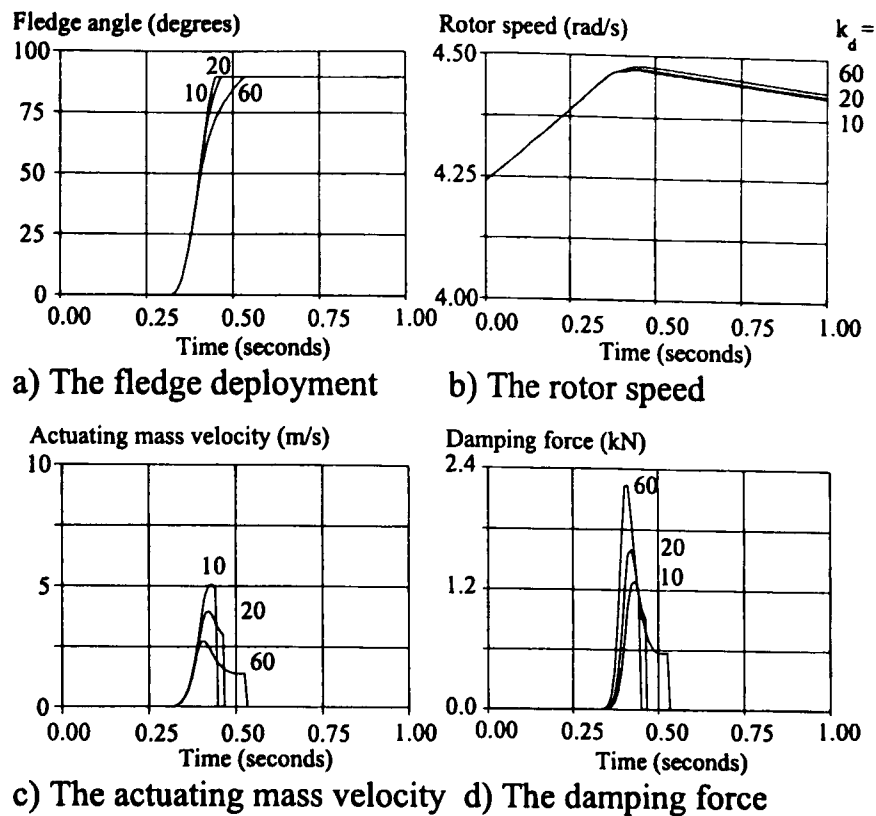 Fledge angle (degrees)
100
75
50
25
0
20
10
60
0.00 0.25 0.50 0.75 1.00
Time (seconds)
a) The fledge deployment
Rotor speed (rad/s)
k_d =
4.50
4.25
4.00
60
20
10
0.00 0.25 0.50 0.75 1.00
Time (seconds)
b) The rotor speed
Actuating mass velocity (m/s)
10
5
0
10
20
60
0.00 0.25 0.50 0.75 1.00
Time (seconds)
c) The actuating mass velocity
Damping force (kN)
2.4
1.2
0.0
60
20
10
0.00 0.25 0.50 0.75 1.00
Time (seconds)
d) The damping force